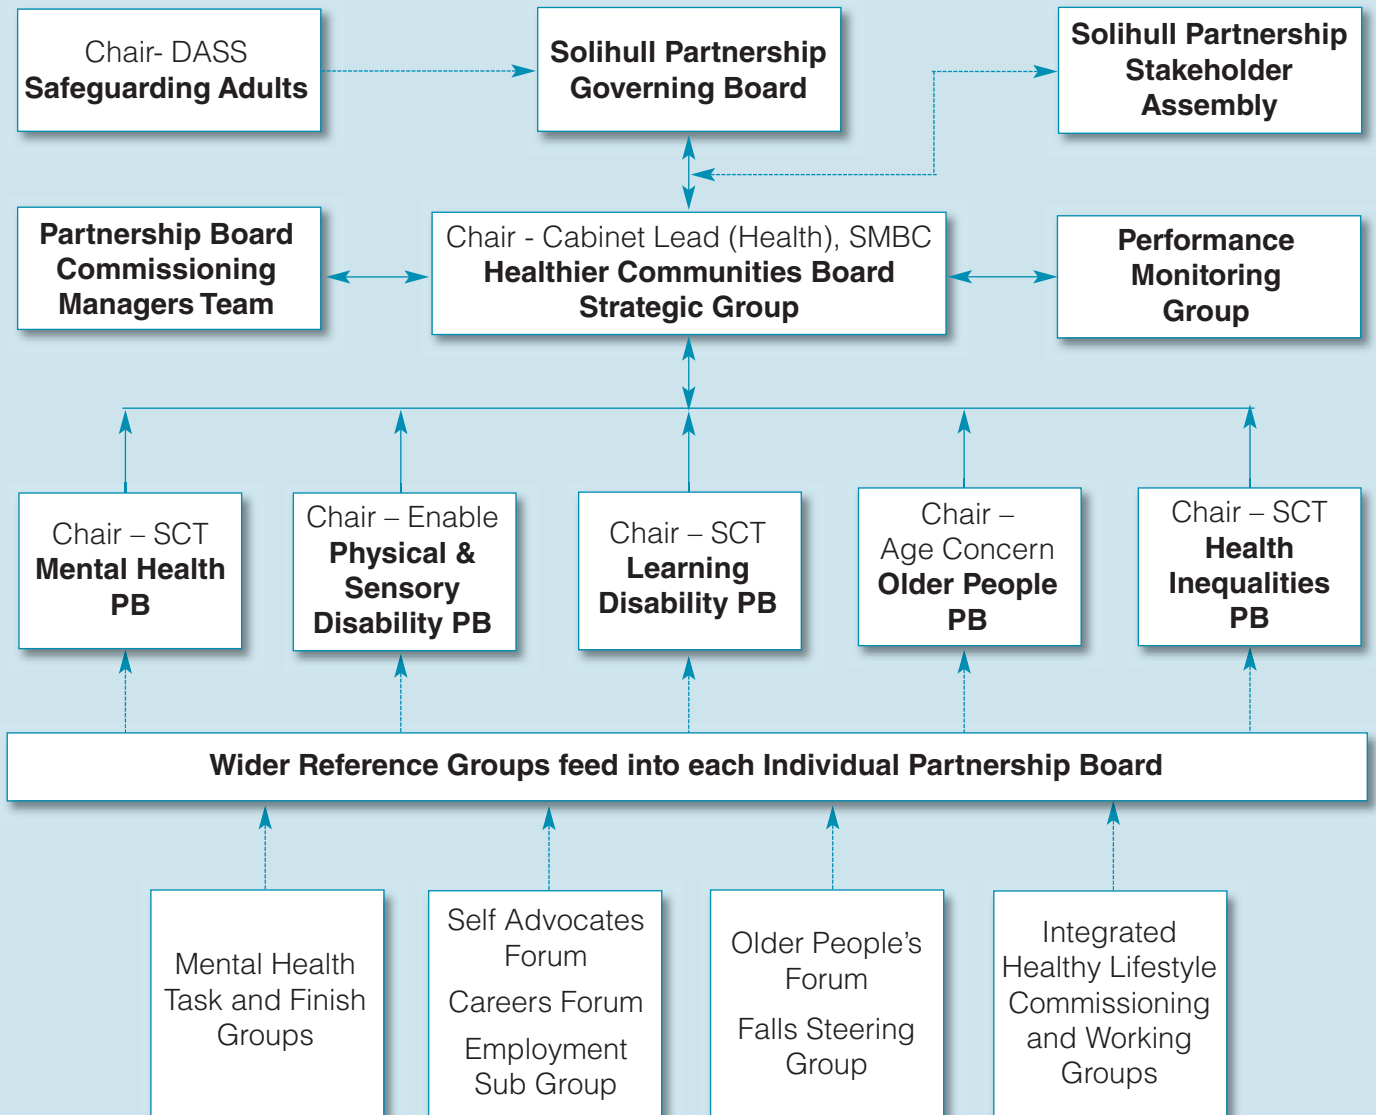 Chair- DASS
Safeguarding Adults
Solihull Partnership
Governing Board
Solihull Partnership
Stakeholder
Assembly
Partnership Board
Commissioning
Managers Team
Chair - Cabinet Lead (Health), SMBC
Healthier Communities Board
Strategic Group
Performance
Monitoring
Group
Chair – SCT
Mental Health
PB
Chair – Enable
Physical &
Sensory
Disability PB
Chair – SCT
Learning
Disability PB
Chair –
Age Concern
Older People
PB
Chair – SCT
Health
Inequalities
PB
Wider Reference Groups feed into each Individual Partnership Board
Mental Health
Task and Finish
Groups
Self Advocates
Forum
Careers Forum
Employment
Sub Group
Older People’s
Forum
Falls Steering
Group
Integrated
Healthy Lifestyle
Commissioning
and Working
Groups